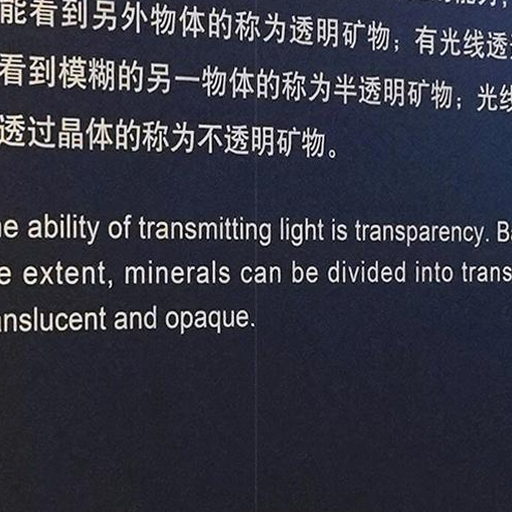 能看到另外物体的称为透明矿物；有光线透
看到模糊的另一物体的称为半透明矿物；光线
透过晶体的称为不透明矿物。
ability of transmitting light is transparency.
extent, minerals can be divided into trans
anslucent and opaque.